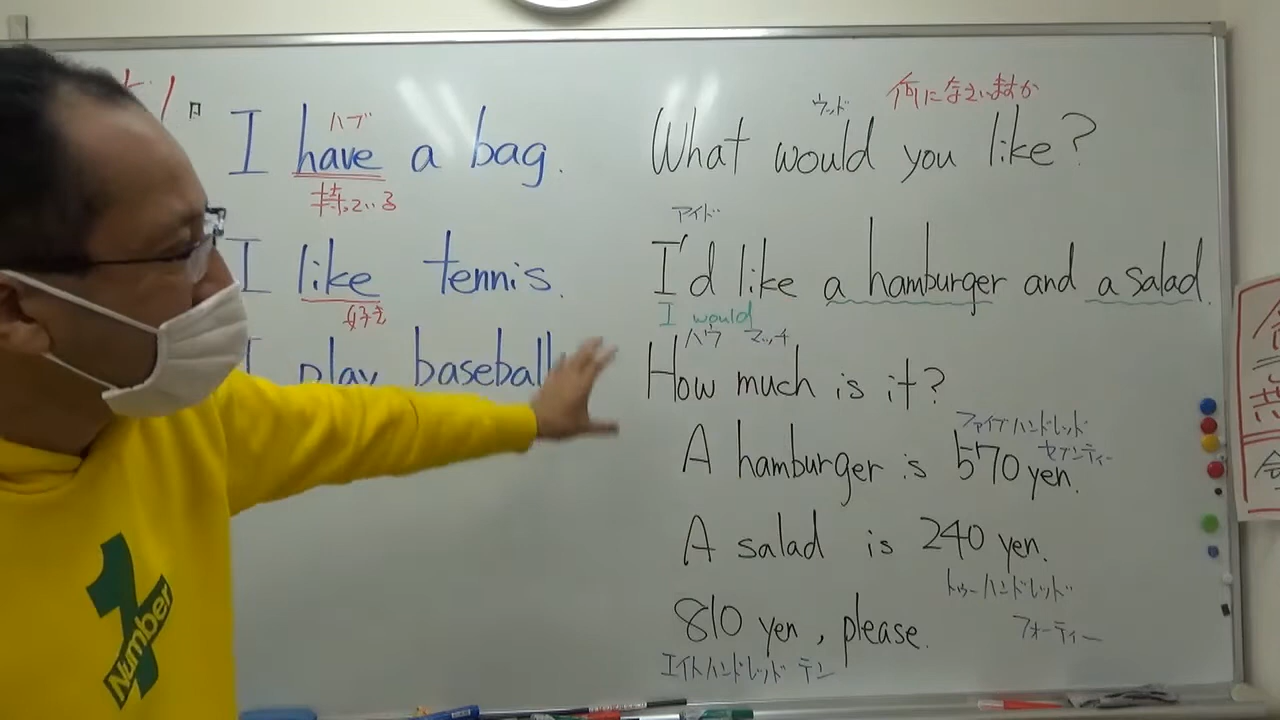 ハブ
I have a bag.
持っている
I like tennis.
好き
I play baseball
ウッド
何になさいますか
What would you like?
アイド
I'd like a hamburger and a salad.
I would
ハウ マッチ
How much is it?
ファイブハンドレッド
セブンティー
A hamburger is 570 yen.
A salad is 240 yen.
トゥーハンドレッド
フォーティー
810 yen, please.
エイトハンドレッド テン
1
Number